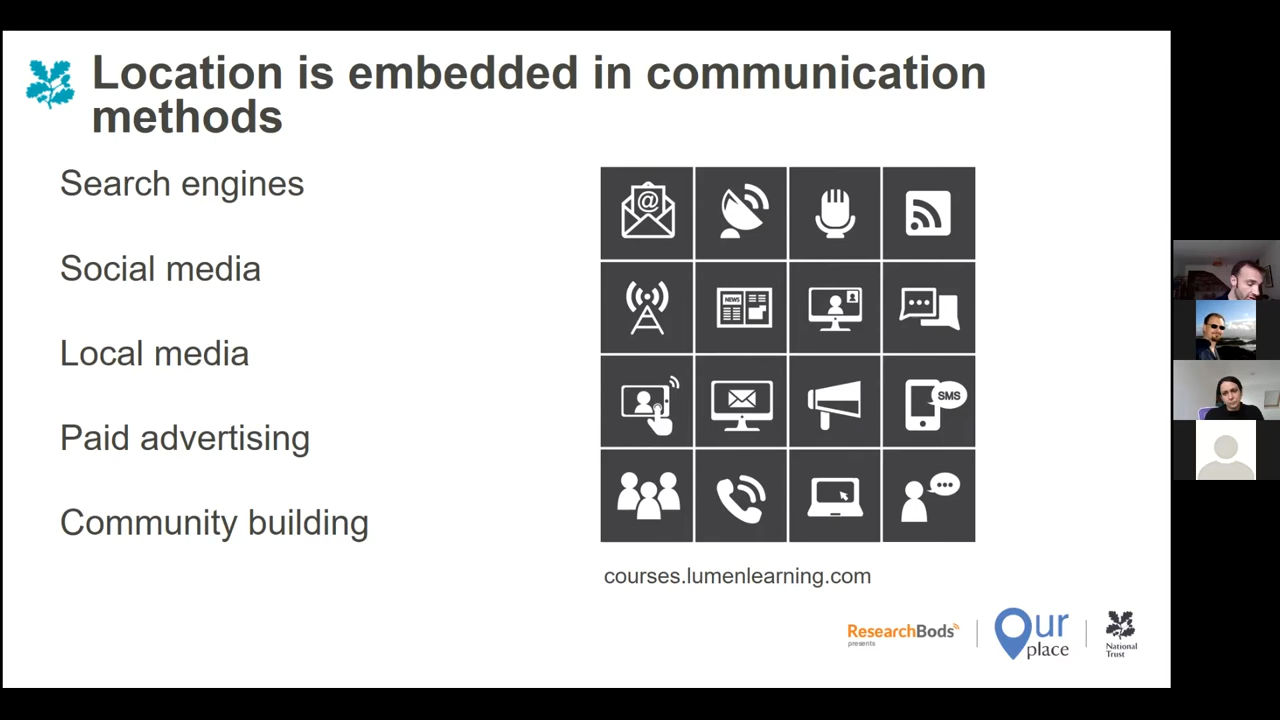 Location is embedded in communication
methods
Search engines
Social media
Local media
Paid advertising
Community building
@
NEWS
SMS
courses.lumenlearning.com
ResearchBods
presents
Our
place
National
Trust